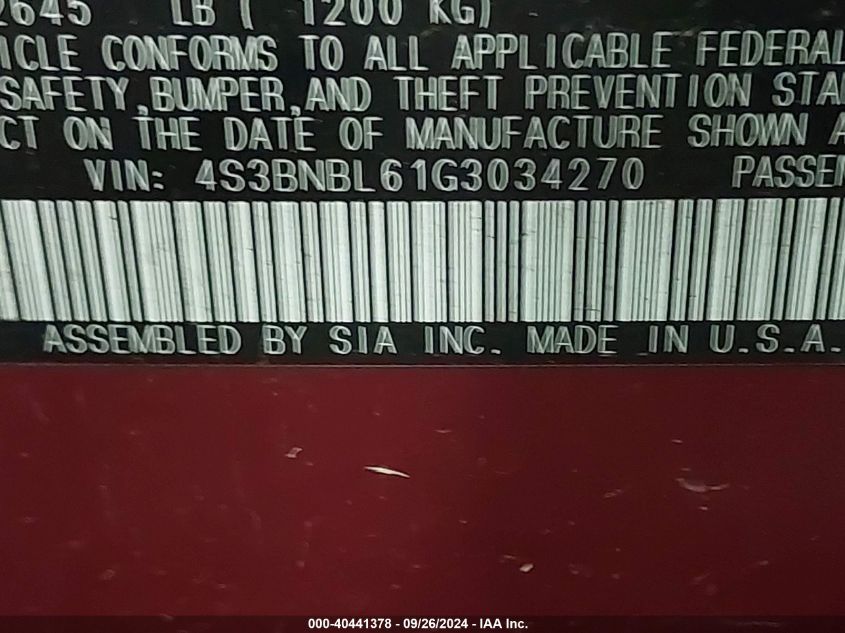 2645 LB ( 1200 KG)
ICLE CONFORMS TO ALL APPLICABLE FEDERAL
SAFETY,BUMPER,AND THEFT PREVENTION STA
CT ON THE DATE OF MANUFACTURE SHOWN A
VIN: 4S3BNBL61G3034270 PASSEN
ASSEMBLED BY SIA INC. MADE IN U.S.A.
000-40441378 - 09/26/2024 - IAA Inc.